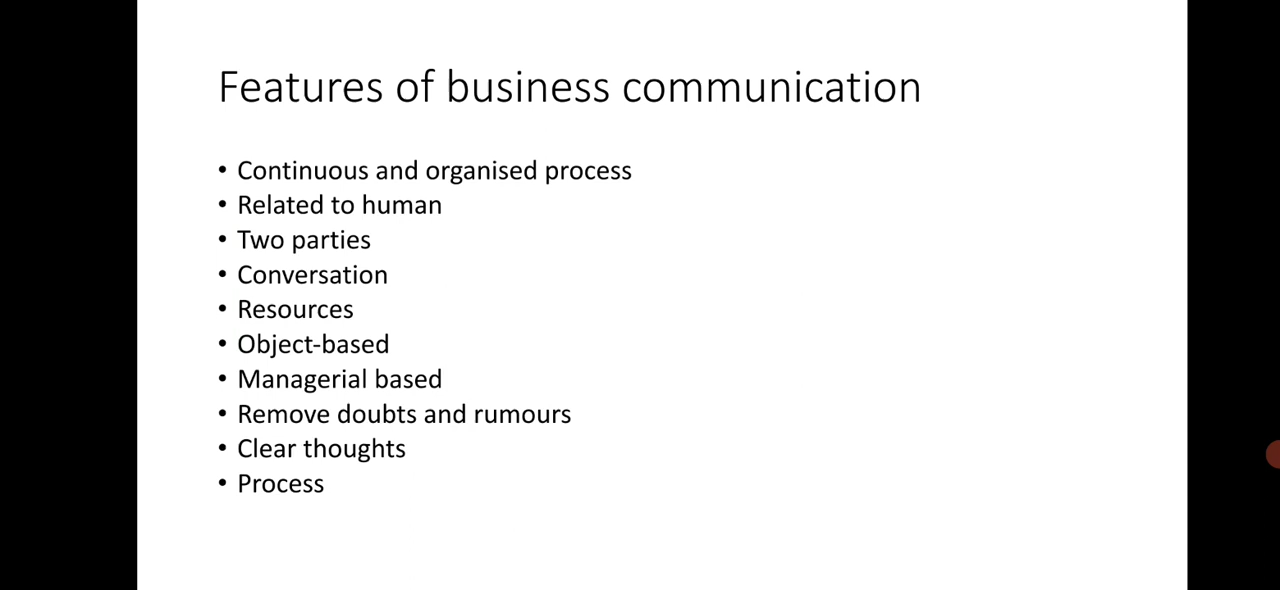 Features of business communication
• Continuous and organised process
• Related to human
• Two parties
• Conversation
• Resources
• Object-based
• Managerial based
• Remove doubts and rumours
• Clear thoughts
• Process